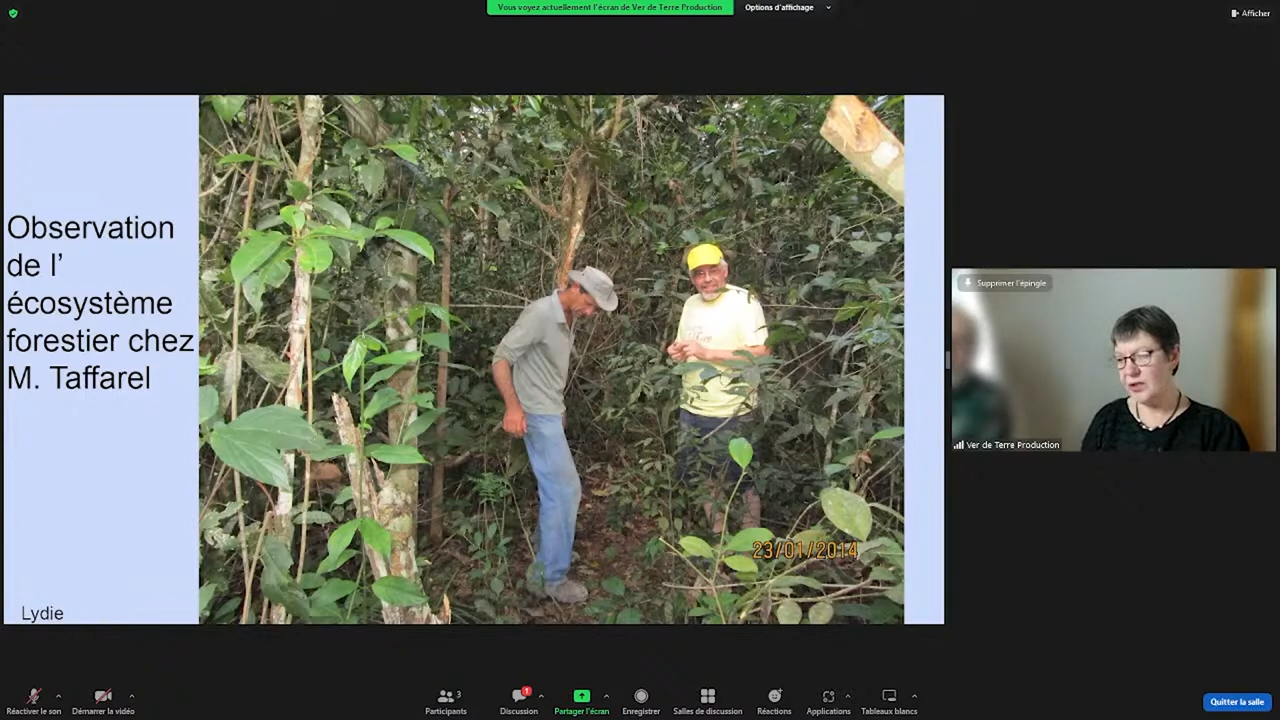 Vous voyez actuellement l'écran de Ver de Terre Production
Options d'affichage
Afficher
Observation
de l’
écosystème
forestier chez
M. Taffarel
Lydie
23/01/2014
Supprimer l'épingle
Ver de Terre Production
Réactiver le son
Démarrer la vidéo
3
Participants
1
Discussion
Partager l'écran
Enregistrer
Salles de discussion
Réactions
Applications
Tableaux blancs
Quitter la salle